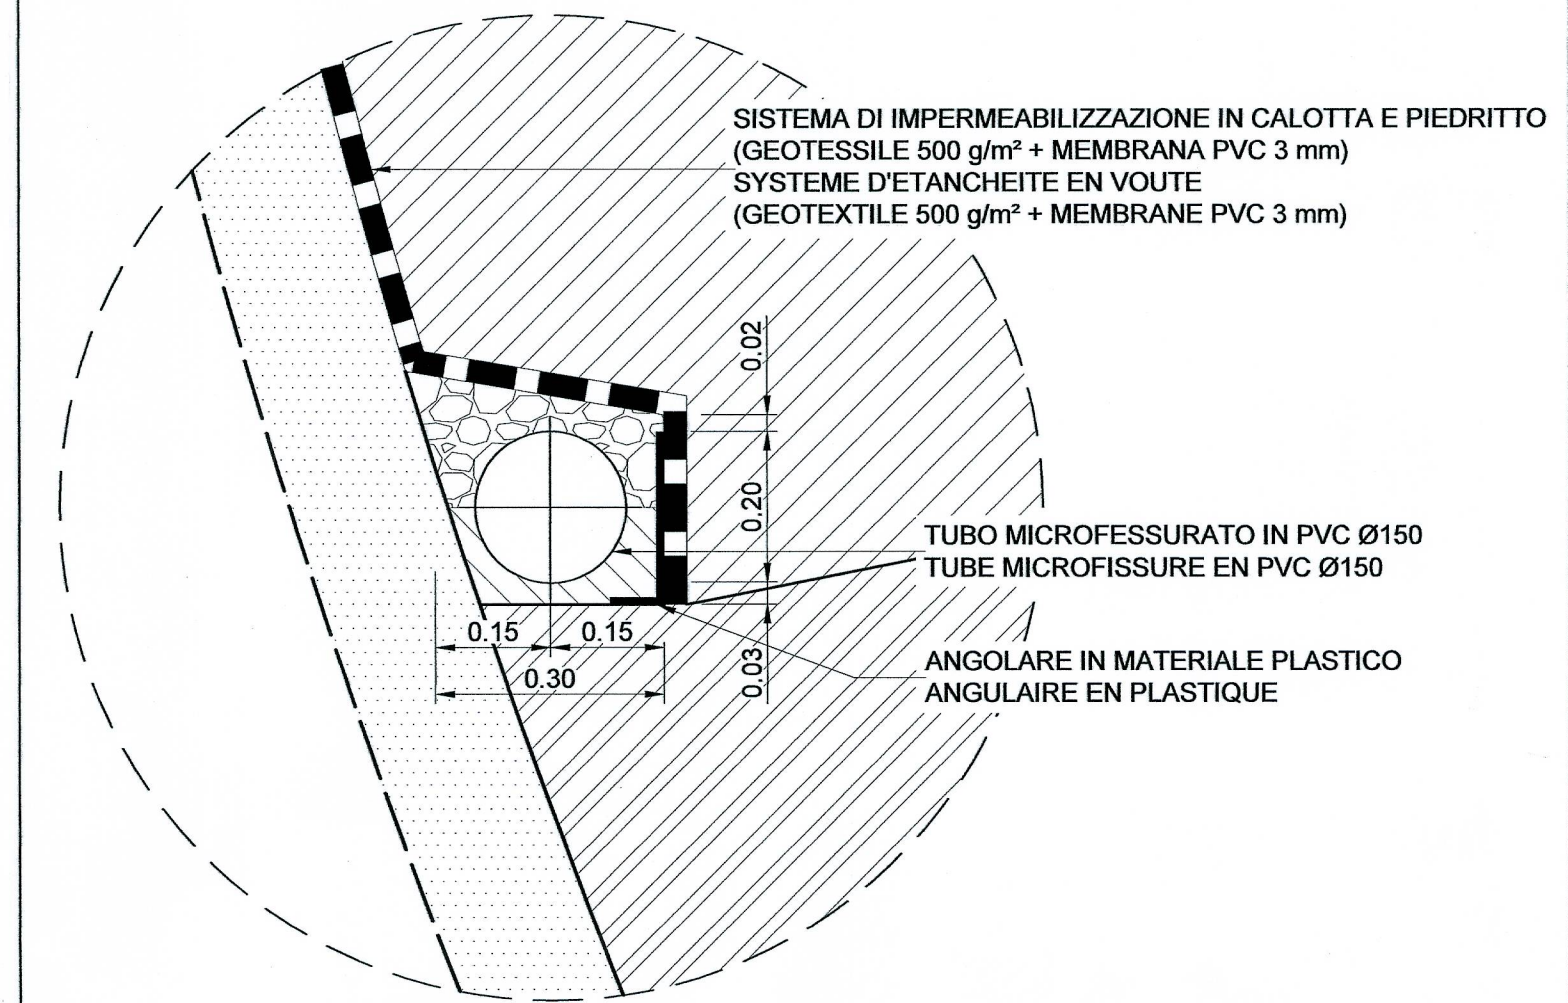 SISTEMA DI IMPERMEABILIZZAZIONE IN CALOTTA E PIEDRITTO
(GEOTESSILE 500 g/m² + MEMBRANA PVC 3 mm)
SYSTEME D'ETANCHEITE EN VOUTE
(GEOTEXTILE 500 g/m² + MEMBRANE PVC 3 mm)
0.02
0.20
TUBO MICROFESSURATO IN PVC Ø150
TUBE MICROFISSURE EN PVC Ø150
0.15
0.15
0.30
0.03
ANGOLARE IN MATERIALE PLASTICO
ANGULAIRE EN PLASTIQUE